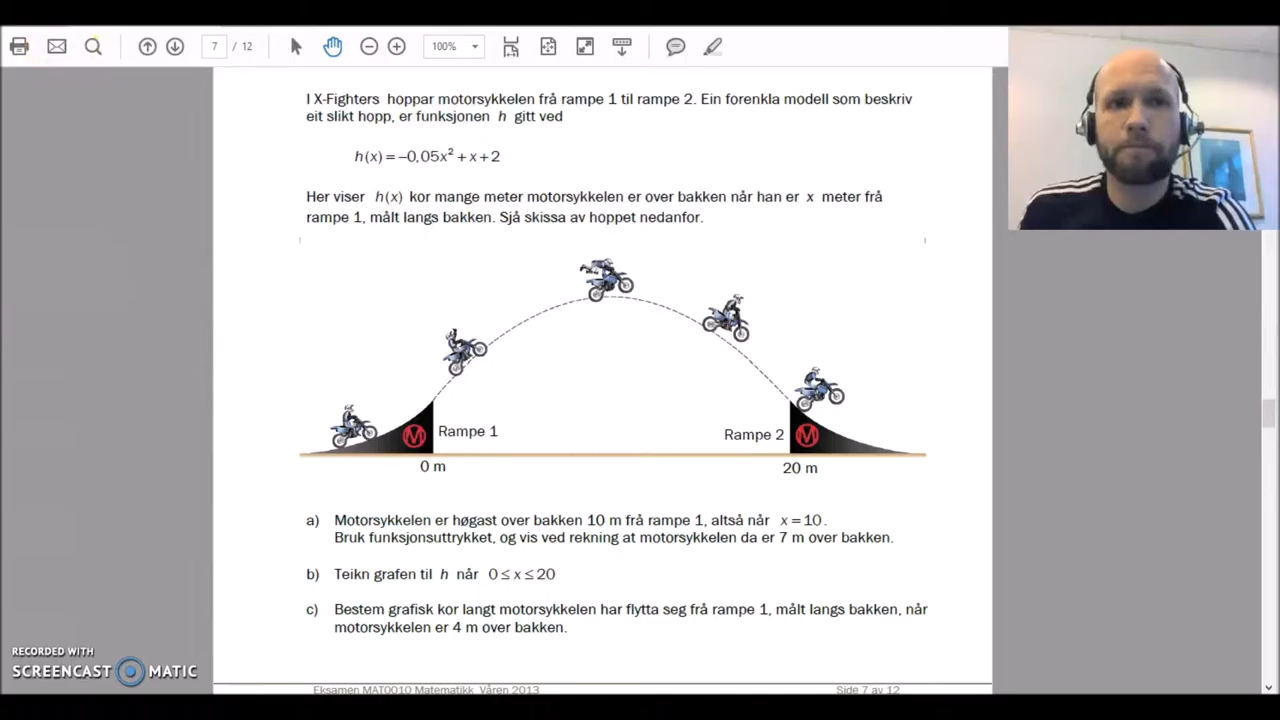 7 / 12
100%
I X-Fighters hoppar motorsykkelen frå rampe 1 til rampe 2. Ein forenkla modell som beskriv
eit slikt hopp, er funksjonen h gitt ved
h(x) = –0,05x² + x + 2
Her viser h(x) kor mange meter motorsykkelen er over bakken når han er x meter frå
rampe 1, målt langs bakken. Sjå skissa av hoppet nedanfor.
M Rampe 1
Rampe 2 M
0 m
20 m
a) Motorsykkelen er høgast over bakken 10 m frå rampe 1, altså når x = 10.
Bruk funksjonsuttrykket, og vis ved rekning at motorsykkelen da er 7 m over bakken.
b) Teikn grafen til h når 0 ≤ x ≤ 20
c) Bestem grafisk kor langt motorsykkelen har flytta seg frå rampe 1, målt langs bakken, når
motorsykkelen er 4 m over bakken.
RECORDED WITH
SCREENCAST MATIC
Eksamen MAT0010 Matematikk Våren 2013
Side 7 av 12